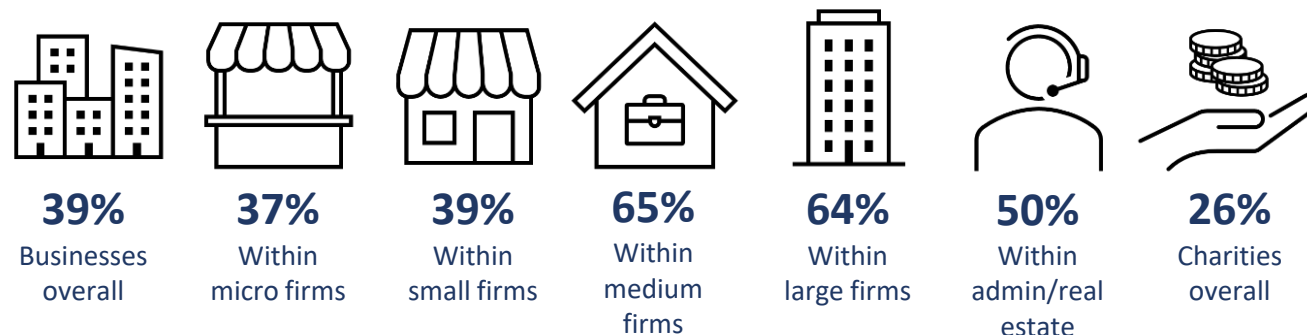 39%
Businesses
overall
37%
Within
micro firms
39%
Within
small firms
65%
Within
medium
firms
64%
Within
large firms
50%
Within
admin/real
estate
26%
Charities
overall